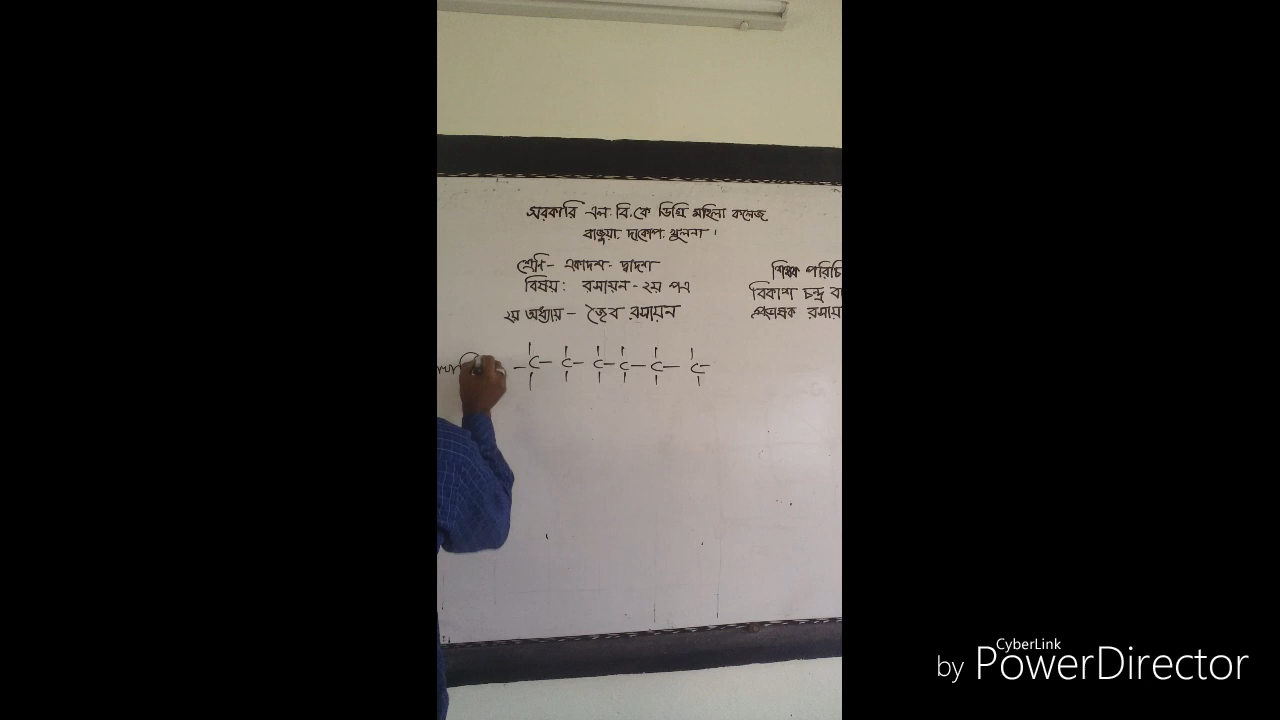 সরকারি এল. বি. কে ডিগ্রি মহিলা কলেজ
বাজুয়া, দাকোপ, খুলনা।
শ্রেণি- একাদশ- দ্বাদশ
বিষয়: রসায়ন - ২য় পত্র
২য় অধ্যায় - জৈব রসায়ন
শিক্ষক পরিচি
বিকাশ চন্দ্র
প্রভাষক রসায়
-C- C- C- C- C- C-
CyberLink
by PowerDirector